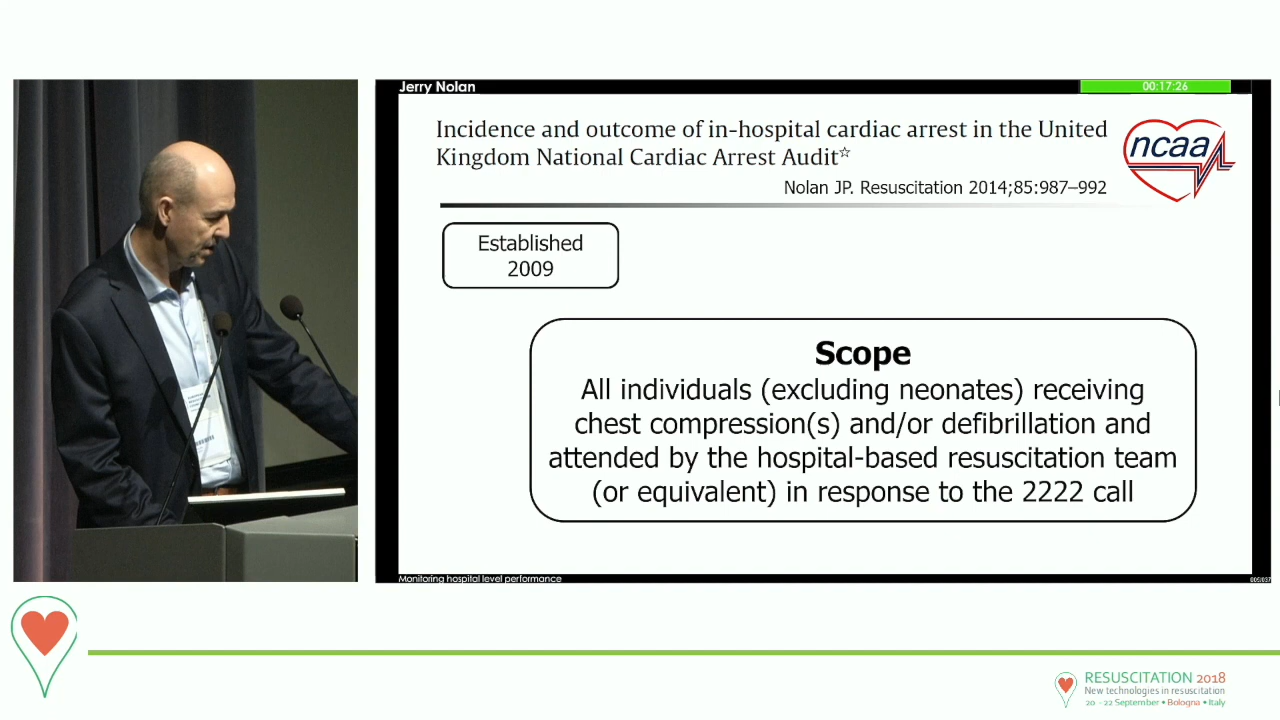 Jerry Nolan
00:17:26
Incidence and outcome of in-hospital cardiac arrest in the United
Kingdom National Cardiac Arrest Audit☆
ncaa
Nolan JP. Resuscitation 2014;85:987–992
Established
2009
Scope
All individuals (excluding neonates) receiving
chest compression(s) and/or defibrillation and
attended by the hospital-based resuscitation team
(or equivalent) in response to the 2222 call
Monitoring hospital level performance
RESUSCITATION 2018
New technologies in resuscitation
20 - 22 September • Bologna • Italy